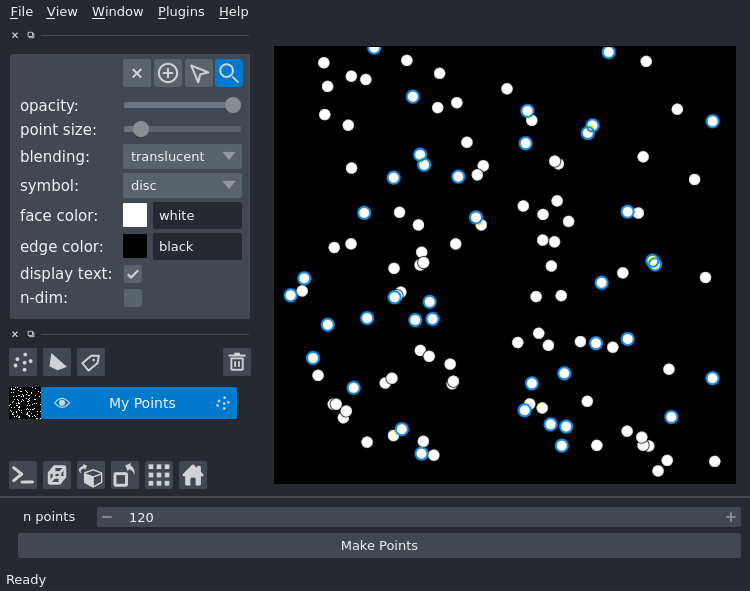 File View Window Plugins Help
opacity:
point size:
blending: translucent
symbol: disc
face color: white
edge color: black
display text:
n-dim:
My Points
n points 120
Make Points
Ready